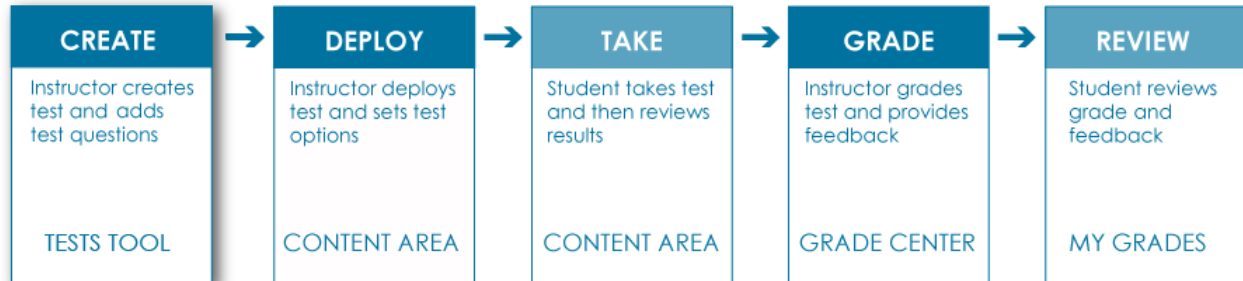 CREATE
Instructor creates
test and adds
test questions
TESTS TOOL
DEPLOY
Instructor deploys
test and sets test
options
CONTENT AREA
TAKE
Student takes test
and then reviews
results
CONTENT AREA
GRADE
Instructor grades
test and provides
feedback
GRADE CENTER
REVIEW
Student reviews
grade and
feedback
MY GRADES